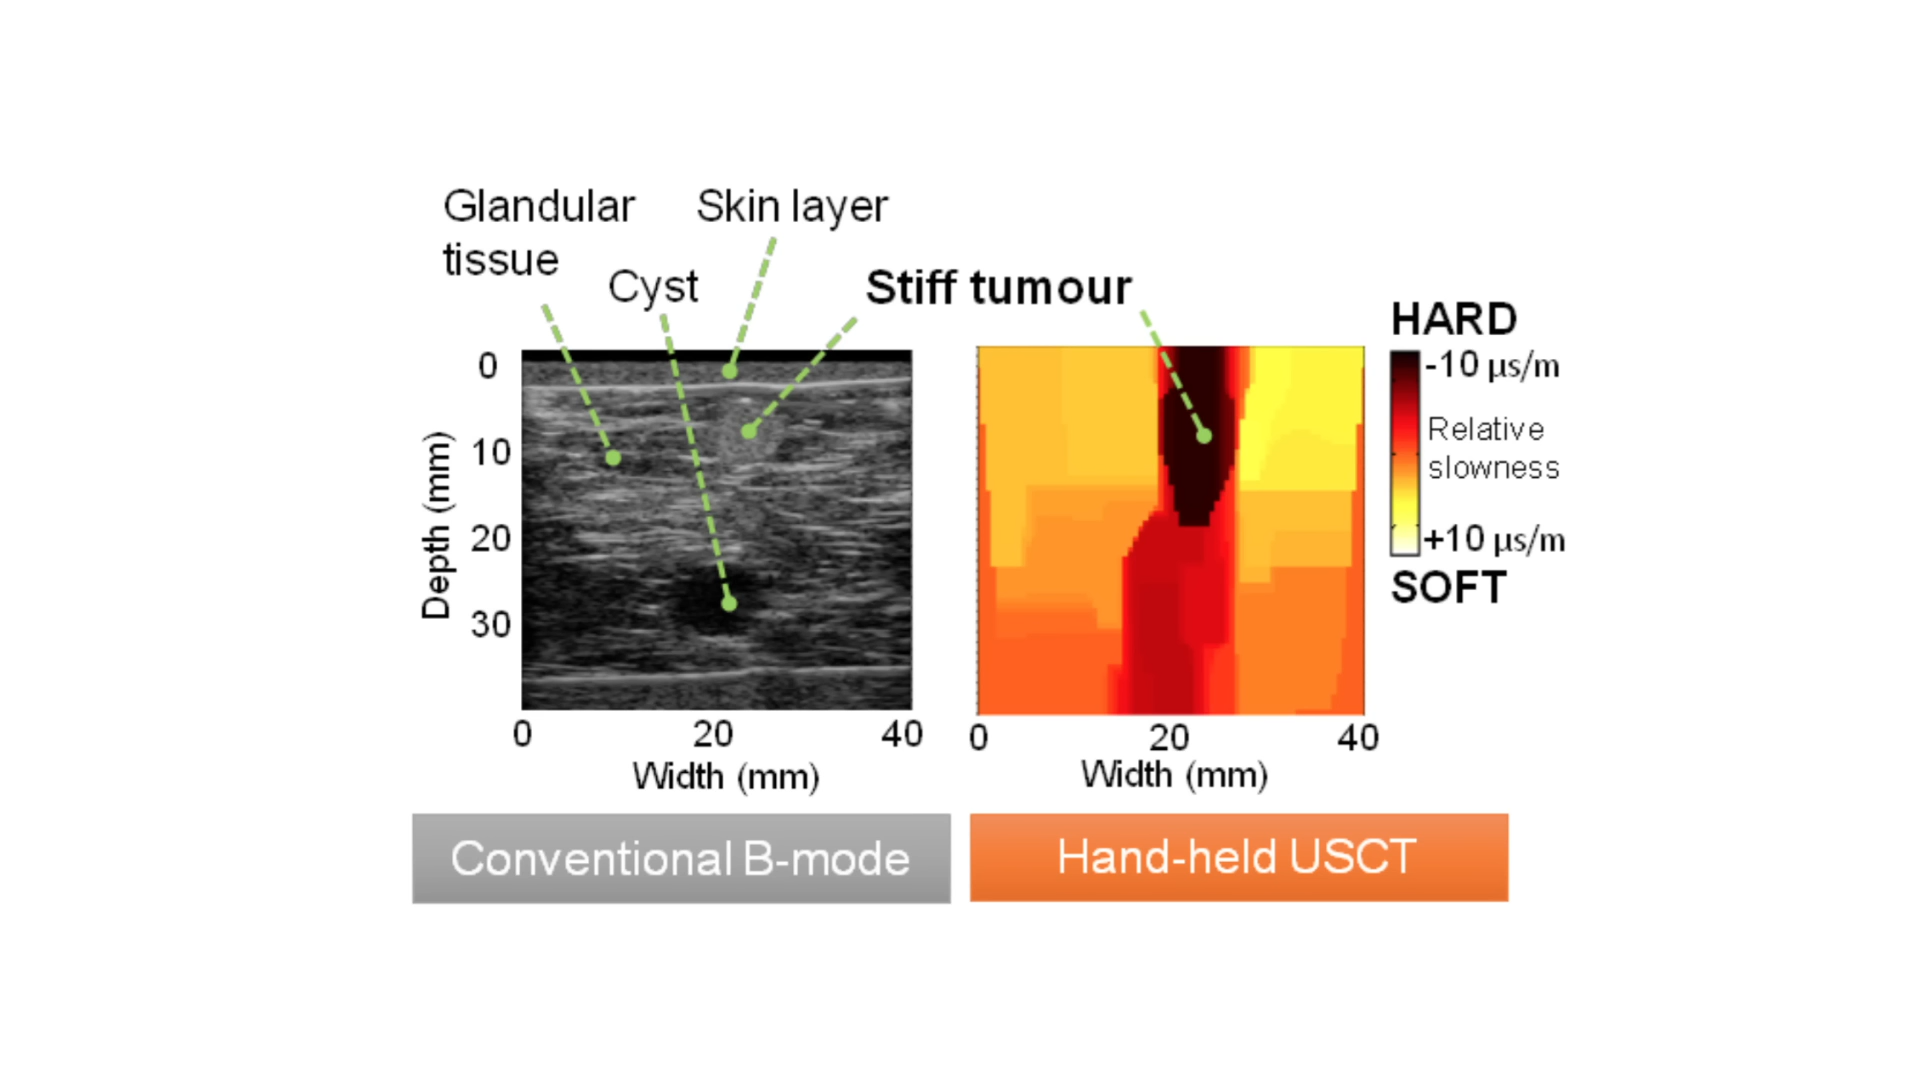 Glandular
tissue
Skin layer
Cyst
Stiff tumour
HARD
-10 µs/m
Relative
slowness
+10 µs/m
SOFT
Depth (mm)
0
10
20
30
0 20 40
Width (mm)
0 20 40
Width (mm)
Conventional B-mode
Hand-held USCT